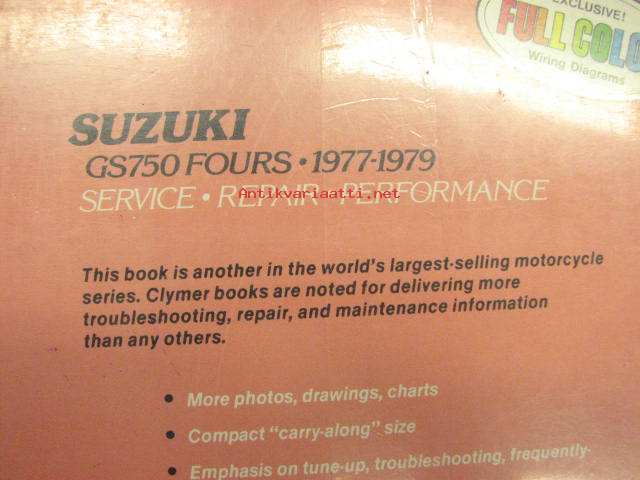 EXCLUSIVE!
FULL COLO
Wiring Diagrams
SUZUKI
GS750 FOURS • 1977-1979
SERVICE • REPAIR • PERFORMANCE
Antikvariaatti.net
This book is another in the world's largest-selling motorcycle
series. Clymer books are noted for delivering more
troubleshooting, repair, and maintenance information
than any others.
• More photos, drawings, charts
• Compact "carry-along" size
• Emphasis on tune-up, troubleshooting, frequently-